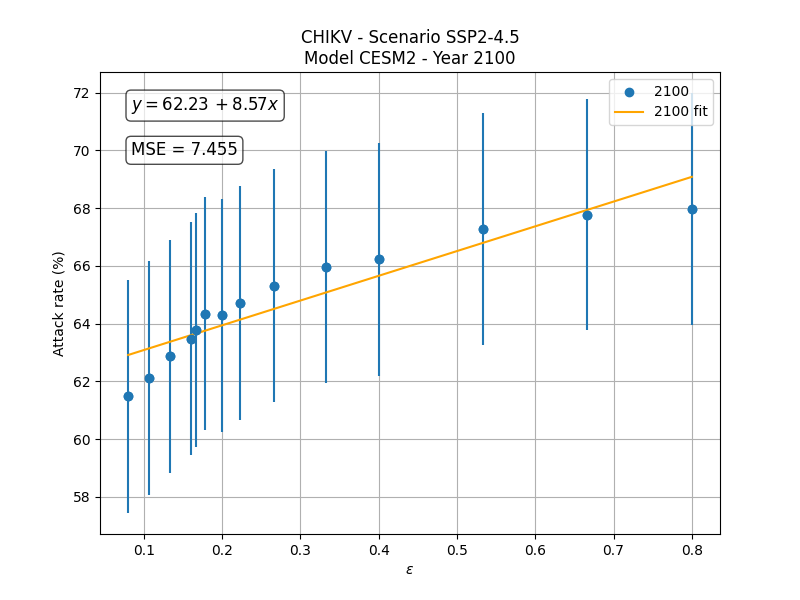 CHIKV - Scenario SSP2-4.5
Model CESM2 - Year 2100
y = 62.23 + 8.57x
MSE = 7.455
2100
2100 fit
Attack rate (%)
72
70
68
66
64
62
60
58
0.1 0.2 0.3 0.4 0.5 0.6 0.7 0.8
ε